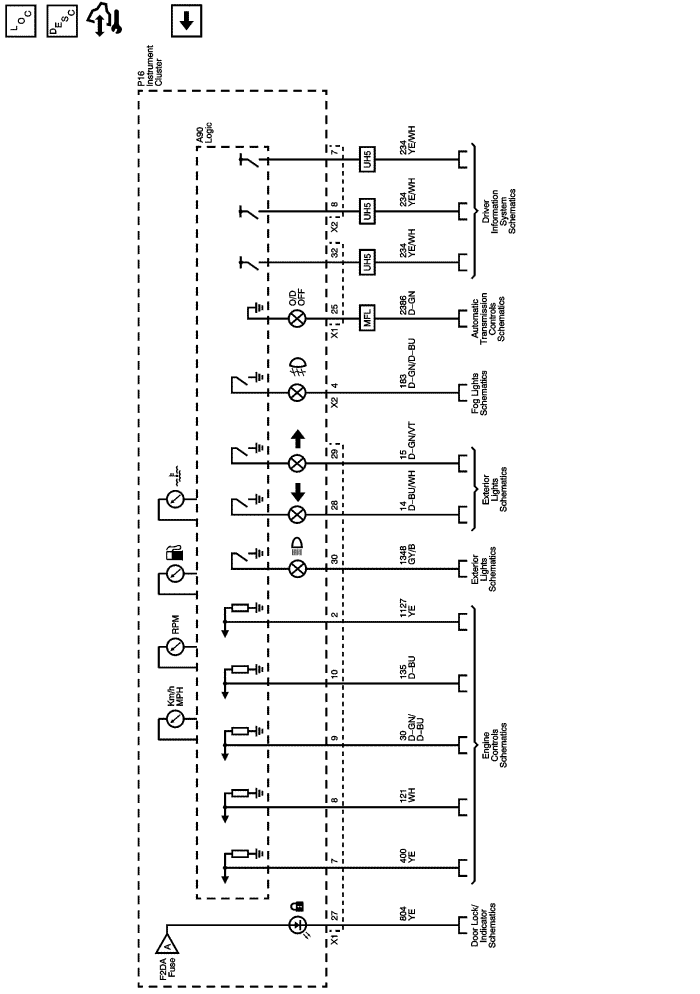 L O C
D E S C
P16
Instrument
Cluster
A90
Logic
7
UH5
234
YE/WH
8
X2
UH5
234
YE/WH
32
UH5
234
YE/WH
Driver
Information
System
Schematics
O/D
OFF
25
X1
MFL
2386
D-GN
Automatic
Transmission
Controls
Schematics
4
X2
183
D-GN/D-BU
Fog Lights
Schematics
29
15
D-GN/VT
28
14
D-BU/WH
Exterior
Lights
Schematics
30
1348
GY/B
Exterior
Lights
Schematics
RPM
Km/h
MPH
2
1127
YE
10
135
D-BU
9
30
D-GN/
D-BU
8
121
WH
7
400
YE
Engine
Controls
Schematics
A
F2DA
Fuse
27
X1
804
YE
Door Lock/
Indicator
Schematics